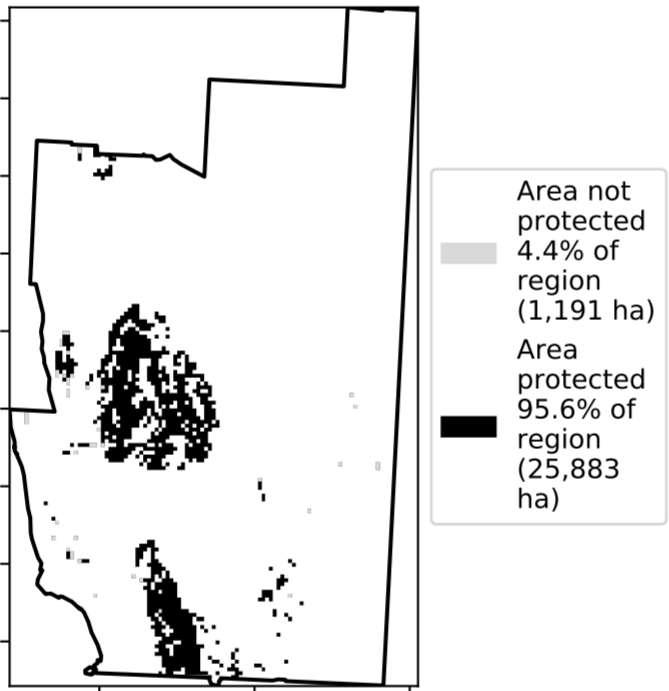 Area not
protected
4.4% of
region
(1,191 ha)
Area
protected
95.6% of
region
(25,883
ha)